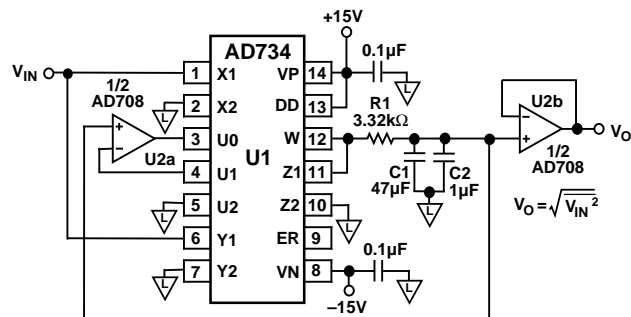 +15V
AD734
0.1μF
L
VIN
1/2
AD708
1 X1 VP 14
L 2 X2 DD 13
R1
3.32kΩ
U2b
+ 3 U0 W 12
–
U2a
U1
4 U1 Z1 11
–
+
VO
1/2
AD708
C1
47μF
C2
1μF
L 5 U2 Z2 10 L
L
VO = √VIN²
6 Y1 ER 9
0.1μF
L 7 Y2 VN 8
L
–15V